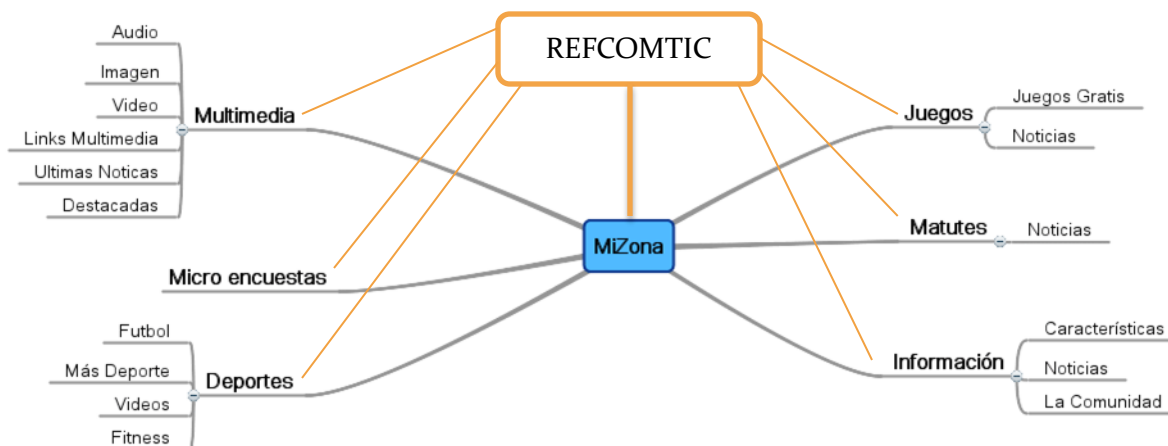 REFCOMTIC
Audio
Imagen
Video
Links Multimedia
Ultimas Noticas
Destacadas
Multimedia
Micro encuestas
Futbol
Más Deporte
Videos
Fitness
Deportes
MiZona
Juegos
Juegos Gratis
Noticias
Matutes
Noticias
Información
Características
Noticias
La Comunidad